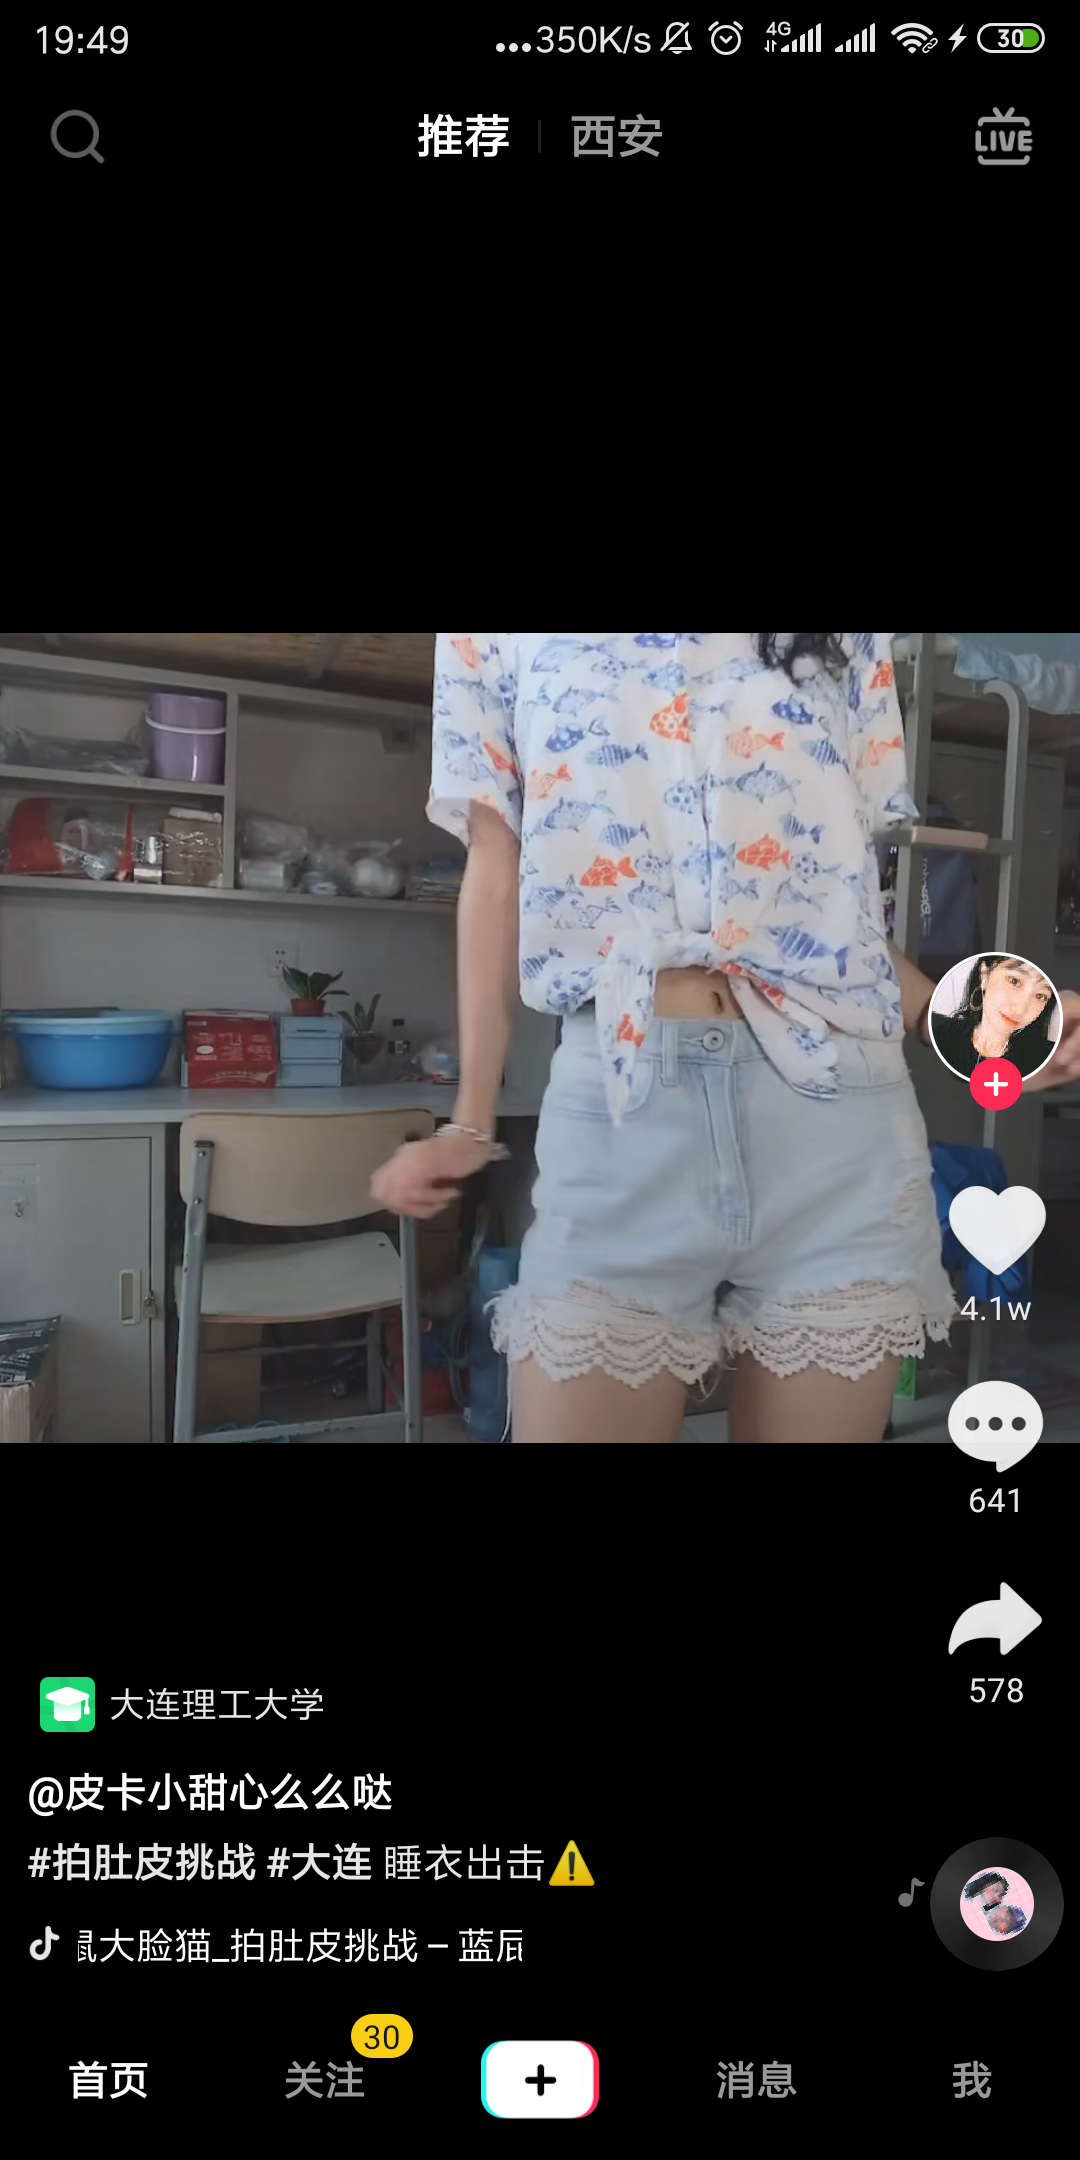 19:49
...350K/s 4G 30
推荐 西安 LIVE
4.1w
641
578
大连理工大学
@皮卡小甜心么么哒
#拍肚皮挑战 #大连 睡衣出击⚠️
大脸猫_拍肚皮挑战 – 蓝
30
首页 关注 消息 我